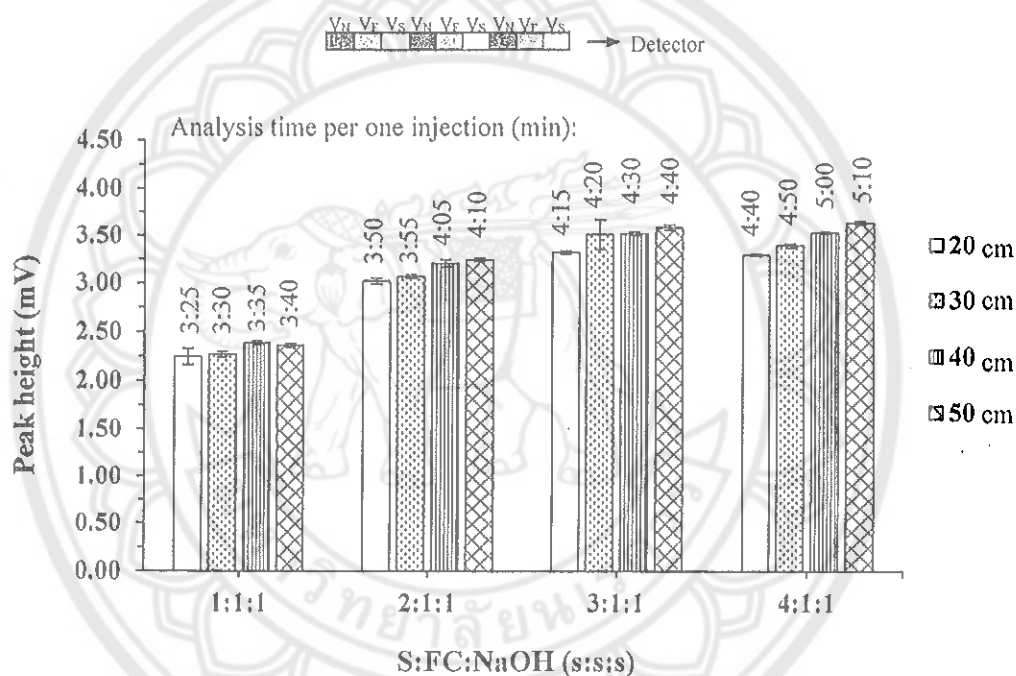 VN VF VS VN VF VS VN VF VS
Detector
Analysis time per one injection (min):
4.50
4.00
3.50
3.00
2.50
2.00
1.50
1.00
0.50
0.00
Peak height (mV)
3:25 3:30 3:35 3:40
3:50 3:55 4:05 4:10
4:15 4:20 4:30 4:40
4:40 4:50 5:00 5:10
20 cm
30 cm
40 cm
50 cm
1:1:1 2:1:1 3:1:1 4:1:1
S:FC:NaOH (s:s:s)